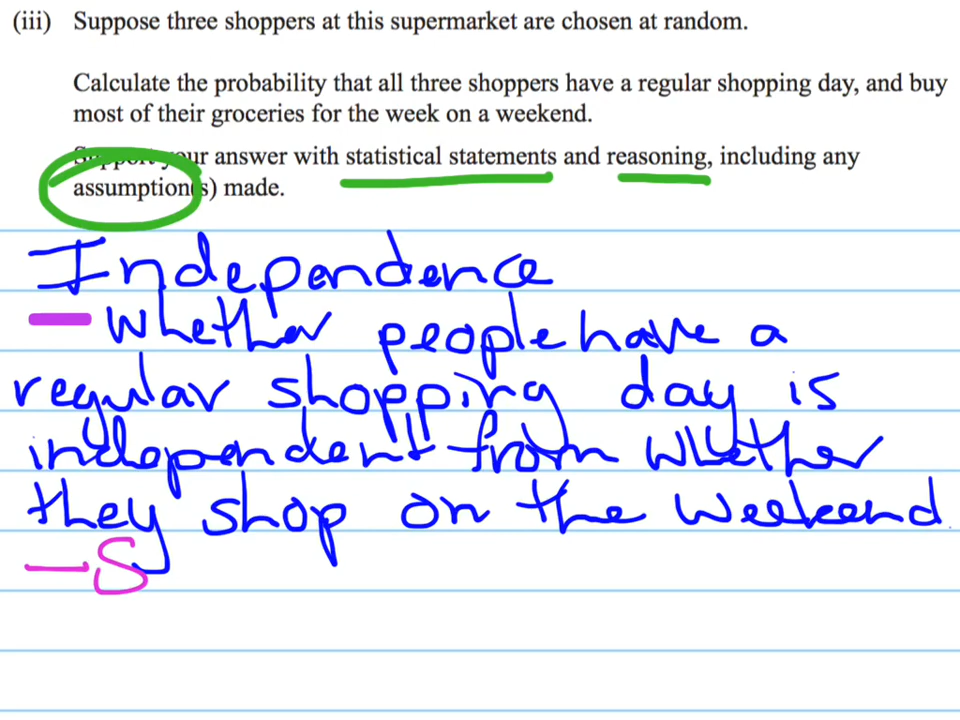 (iii) Suppose three shoppers at this supermarket are chosen at random.
Calculate the probability that all three shoppers have a regular shopping day, and buy
most of their groceries for the week on a weekend.
Support your answer with statistical statements and reasoning, including any
assumption(s) made.
Independence
- Whether people have a
regular shopping day is
independent from whether
they shop on the weekend.
- S